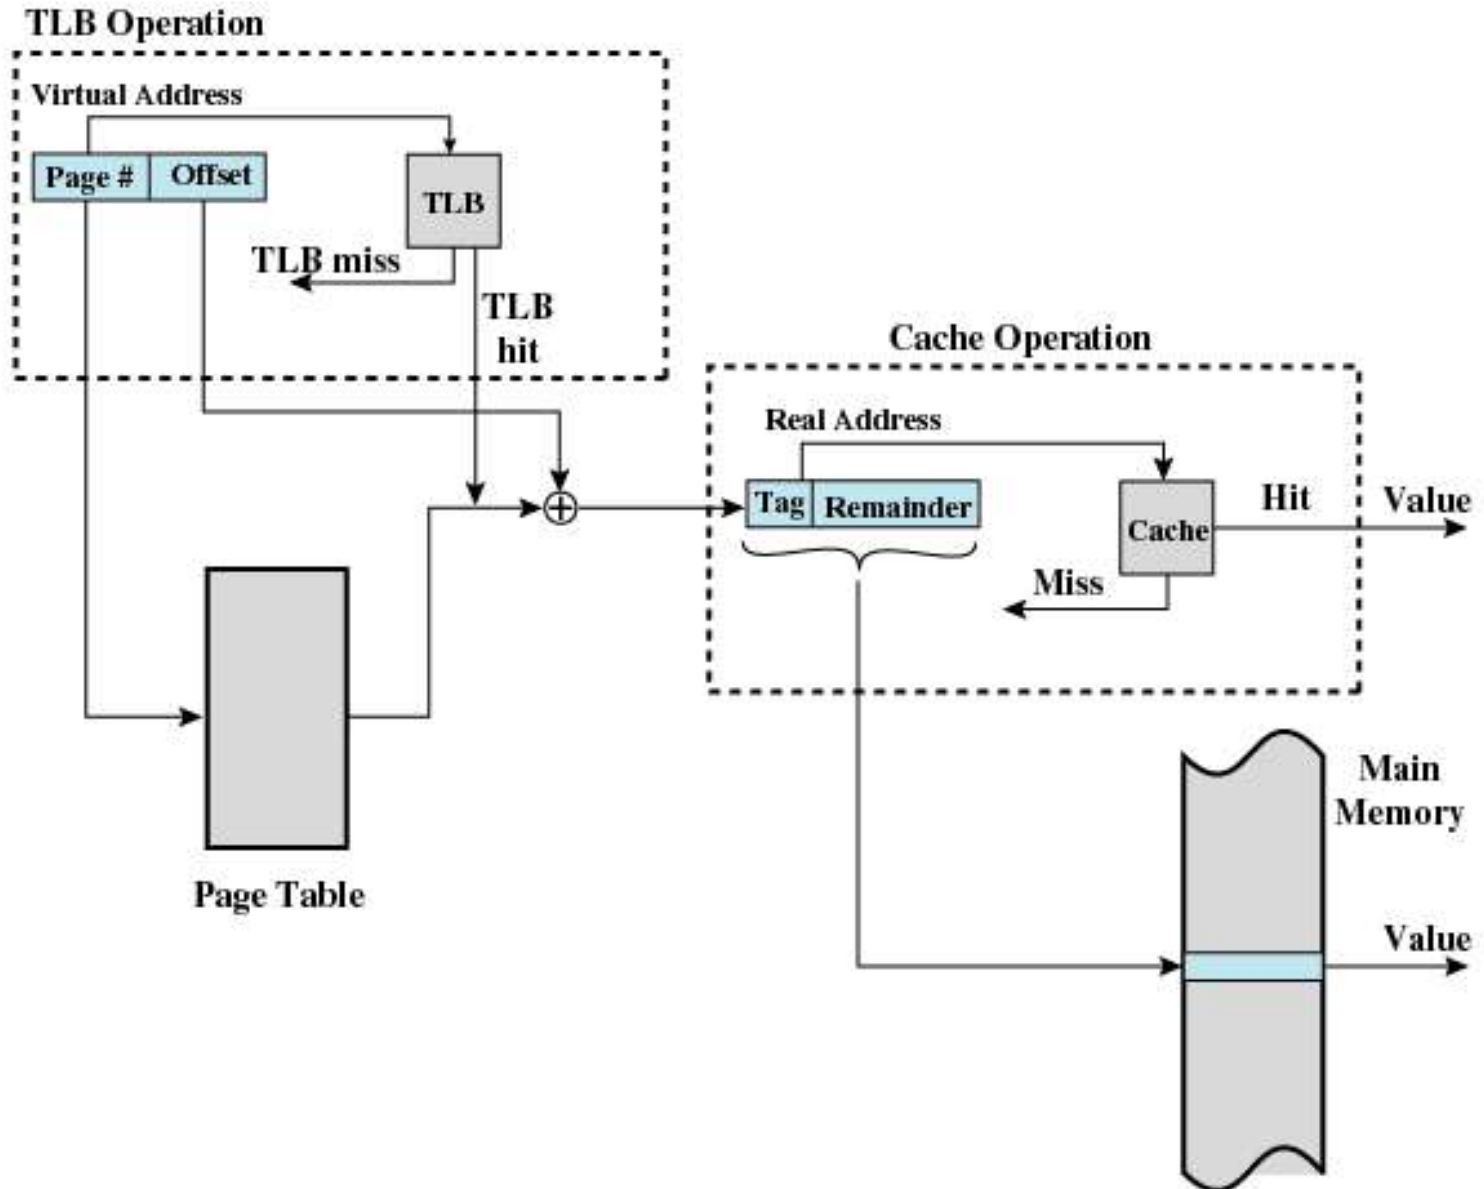 TLB Operation
Virtual Address
Page #
Offset
TLB
TLB miss
TLB
hit
Cache Operation
Real Address
Tag
Remainder
Cache
Hit
Value
Miss
Page Table
Main
Memory
Value